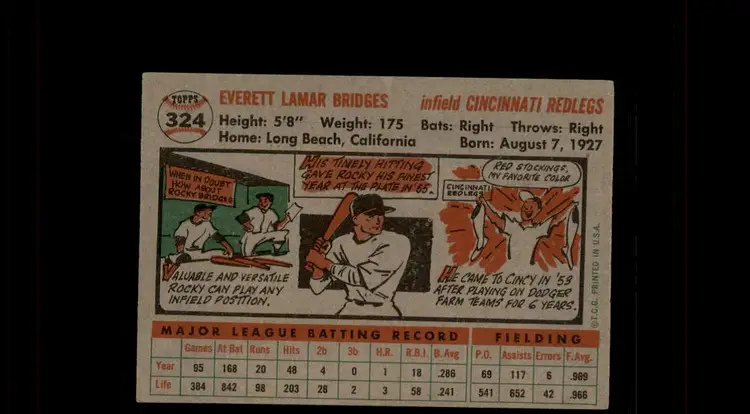 TOPPS
324
EVERETT LAMAR BRIDGES infield CINCINNATI REDLEGS
Height: 5'8" Weight: 175 Bats: Right Throws: Right
Home: Long Beach, California Born: August 7, 1927
WHEN IN DOUBT
HOW ABOUT
ROCKY BRIDGES
VALUABLE AND VERSATILE
ROCKY CAN PLAY ANY
INFIELD POSITION.
HIS TIMELY HITTING
GAVE ROCKY HIS FINEST
YEAR AT THE PLATE IN '55.
RED STOCKINGS,
MY FAVORITE COLOR
CINCINNATI
REDLEGS
HE CAME TO CINCY IN '53
AFTER PLAYING ON DODGER
FARM TEAMS FOR 6 YEARS.
©T.C.G. PRINTED IN U.S.A.
MAJOR LEAGUE BATTING RECORD FIELDING
Games At Bat Runs Hits 2b 3b H.R. R.B.I. B.Avg P.O. Assists Errors F.Avg.
Year 95 168 20 48 4 0 1 18 .286 69 117 6 .969
Life 384 842 98 203 28 2 3 58 .241 541 652 42 .966